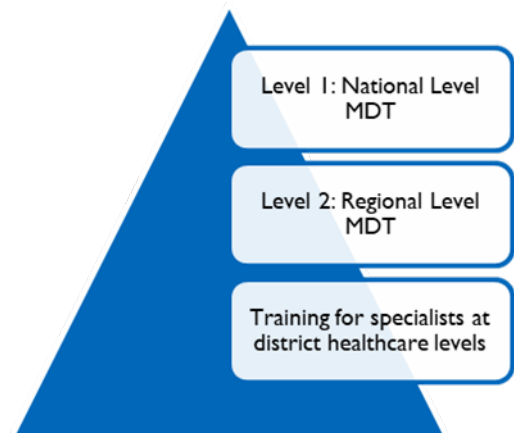 Level 1: National Level
MDT
Level 2: Regional Level
MDT
Training for specialists at
district healthcare levels